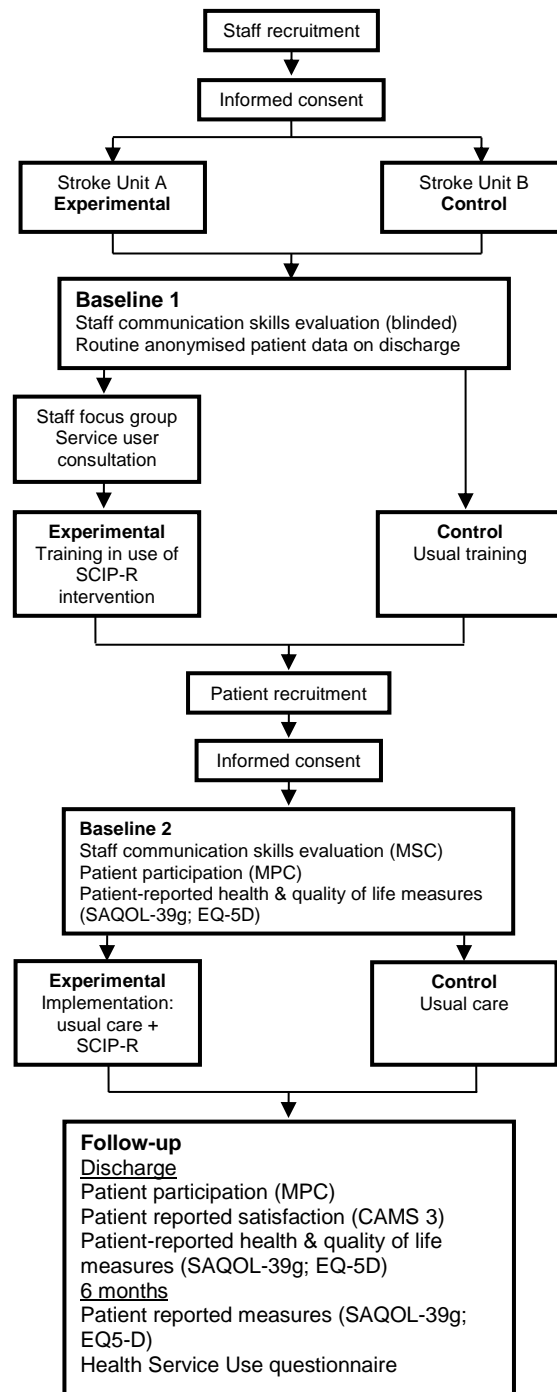 Staff recruitment
Informed consent
Stroke Unit A
Experimental
Stroke Unit B
Control
Baseline 1
Staff communication skills evaluation (blinded)
Routine anonymised patient data on discharge
Staff focus group
Service user
consultation
Experimental
Training in use of
SCIP-R
intervention
Control
Usual training
Patient recruitment
Informed consent
Baseline 2
Staff communication skills evaluation (MSC)
Patient participation (MPC)
Patient-reported health & quality of life measures
(SAQOL-39g; EQ-5D)
Experimental
Implementation:
usual care +
SCIP-R
Control
Usual care
Follow-up
Discharge
Patient participation (MPC)
Patient reported satisfaction (CAMS 3)
Patient-reported health & quality of life
measures (SAQOL-39g; EQ-5D)
6 months
Patient reported measures (SAQOL-39g;
EQ5-D)
Health Service Use questionnaire